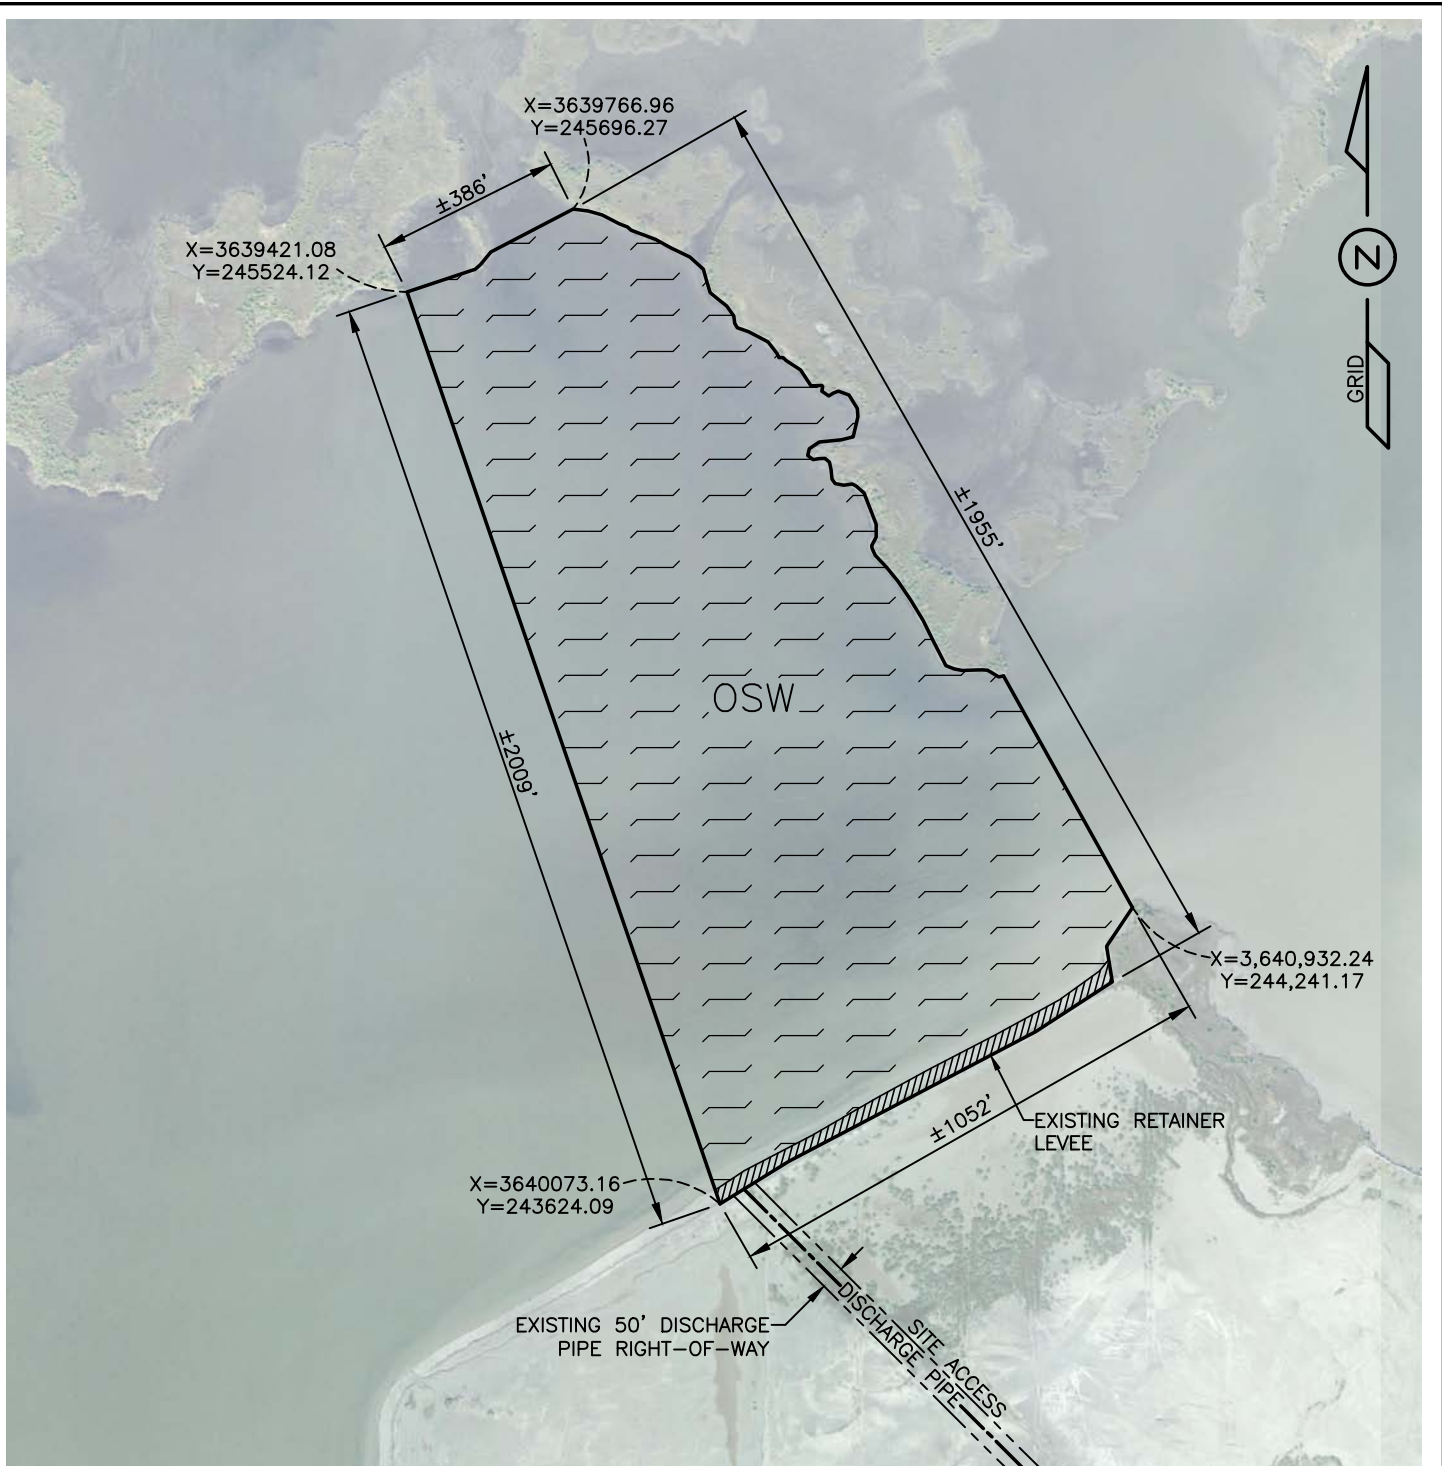 X=3639766.96
Y=245696.27
±386'
X=3639421.08
Y=245524.12
N
GRID
±1955'
OSW
±2009'
X=3,640,932.24
Y=244,241.17
±1052'
EXISTING RETAINER
LEVEE
X=3640073.16
Y=243624.09
EXISTING 50' DISCHARGE
PIPE RIGHT-OF-WAY
SITE ACCESS
DISCHARGE PIPE